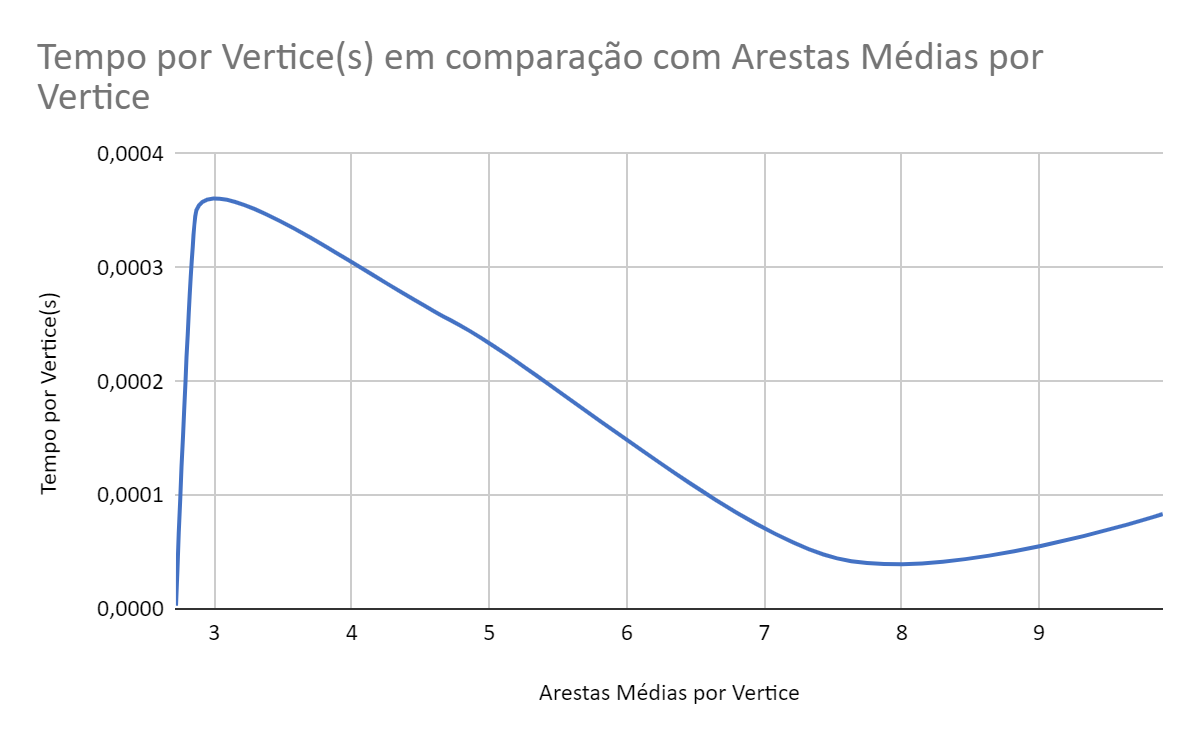 Tempo por Vertice(s) em comparação com Arestas Médias por
Vertice
0,0004
0,0003
0,0002
0,0001
0,0000
Tempo por Vertice(s)
3 4 5 6 7 8 9
Arestas Médias por Vertice